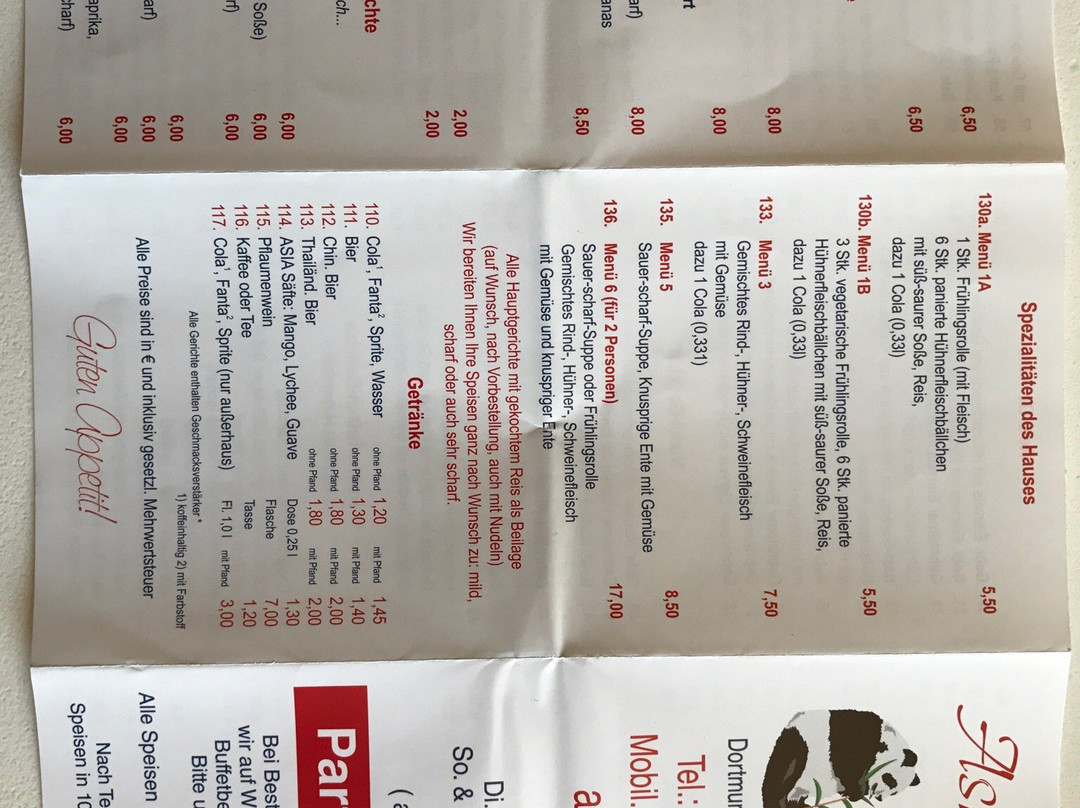 6,50
6,50
8,00
8,00
8,00
8,50
2,00
2,00
6,00
6,00
6,00
6,00
6,00
6,00
6,00
rt
arf)
anas
chte
ch...
Soße)
rf)
arf)
aprika,
charf)
Spezialitäten des Hauses
130a. Menü 1A 5,50
1 Stk. Frühlingsrolle (mit Fleisch)
6 Stk. panierte Hühnerfleischbällchen
mit süß-saurer Soße, Reis,
dazu 1 Cola (0,33l)
130b. Menü 1B 5,50
3 Stk. vegetarische Frühlingsrolle, 6 Stk. panierte
Hühnerfleischbällchen mit süß-saurer Soße, Reis,
dazu 1 Cola (0,33l)
133. Menü 3 7,50
Gemischtes Rind-, Hühner-, Schweinefleisch
mit Gemüse
dazu 1 Cola (0,331)
135. Menü 5 8,50
Sauer-scharf-Suppe, Knusprige Ente mit Gemüse
136. Menü 6 (für 2 Personen) 17,00
Sauer-scharf-Suppe oder Frühlingsrolle
Gemischtes Rind-, Hühner-, Schweinefleisch
mit Gemüse und knuspriger Ente
Alle Hauptgerichte mit gekochtem Reis als Beilage
(auf Wunsch, nach Vorbestellung, auch mit Nudeln)
Wir bereiten Ihnen Ihre Speisen ganz nach Wunsch zu: mild,
scharf oder auch sehr scharf.
Getränke
110. Cola¹, Fanta², Sprite, Wasser ohne Pfand 1,20 mit Pfand 1,45
111. Bier ohne Pfand 1,30 mit Pfand 1,40
112. Chin. Bier ohne Pfand 1,80 mit Pfand 2,00
113. Thailänd. Bier ohne Pfand 1,80 mit Pfand 2,00
114. ASIA Säfte: Mango, Lychee, Guave Dose 0,25 l 1,30
115. Pflaumenwein Flasche 7,00
116. Kaffee oder Tee Tasse 1,20
117. Cola¹, Fanta², Sprite (nur außerhaus) Fl. 1,0 l mit Pfand 3,00
Alle Gerichte enthalten Geschmacksverstärker *
1) koffeinhaltig 2) mit Farbstoff
Alle Preise sind in € und inklusiv gesetzl. Mehrwertsteuer
Guten Appetit!
As
Dortmun
Tel.:
Mobil.
a
Di.
So. &
( a
Par
Bei Best
wir auf W
Buffetbe
Bitte u
Alle Speisen
Nach Te
Speisen in 10